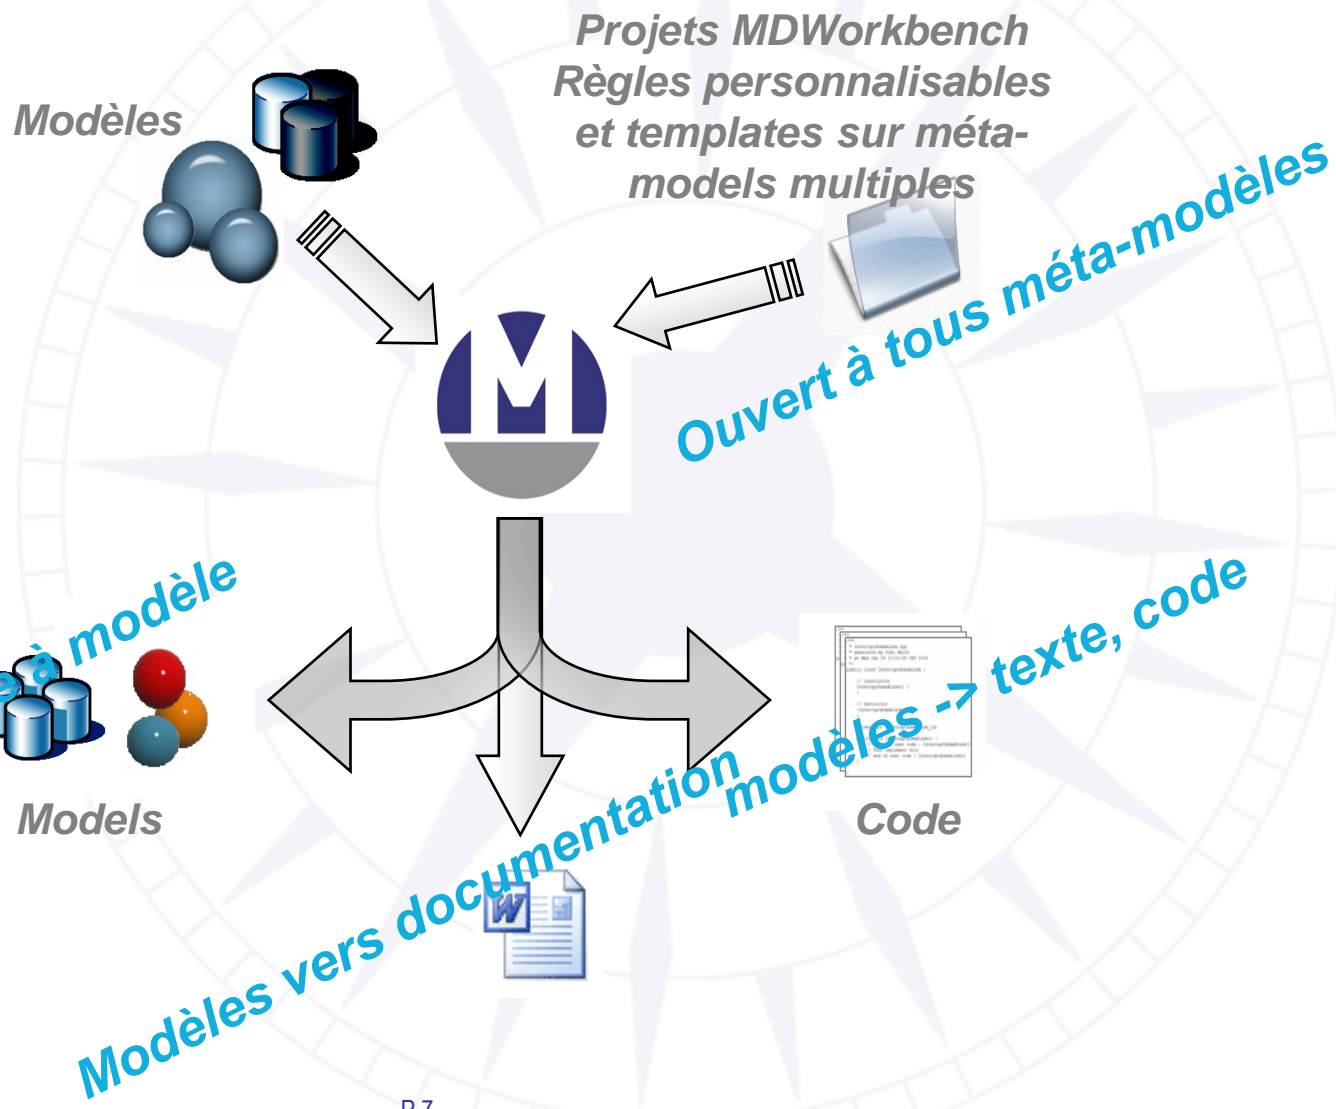 Projets MDWorkbench
Règles personnalisables
et templates sur méta-
models multiples
Modèles
Ouvert à tous méta-modèles
à modèle
modèles -> texte, code
Models
Code
Modèles vers documentation
P.7